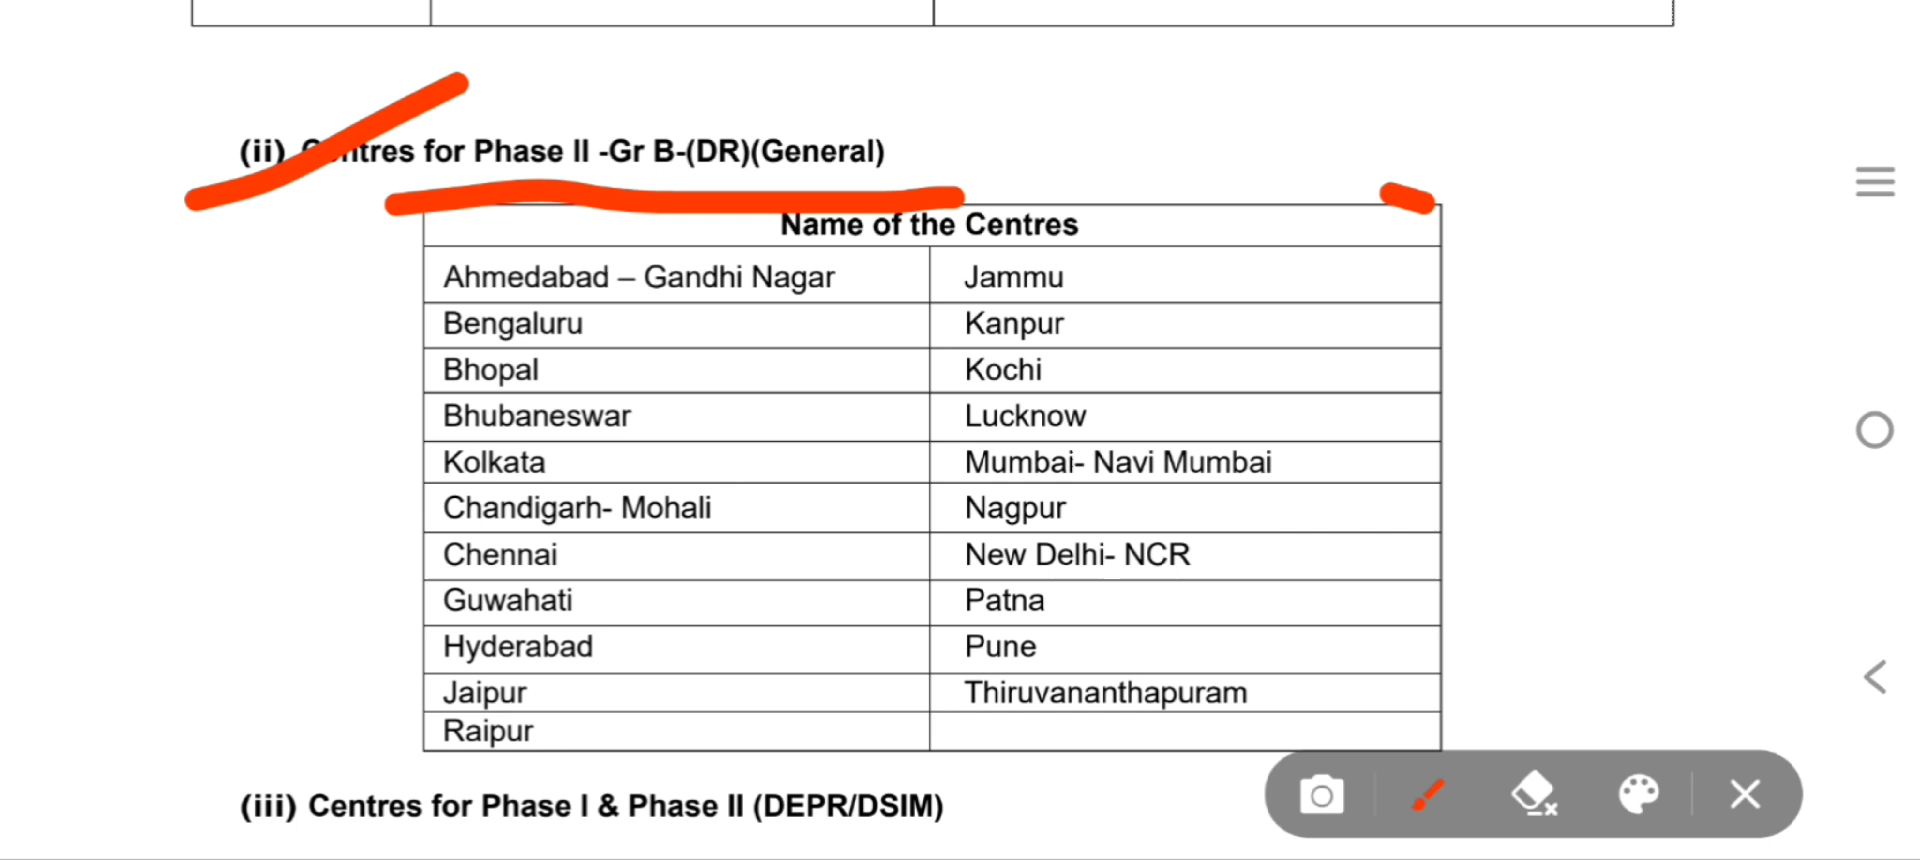 (ii) Centres for Phase II -Gr B-(DR)(General)
Name of the Centres
Ahmedabad – Gandhi Nagar Jammu
Bengaluru Kanpur
Bhopal Kochi
Bhubaneswar Lucknow
Kolkata Mumbai- Navi Mumbai
Chandigarh- Mohali Nagpur
Chennai New Delhi- NCR
Guwahati Patna
Hyderabad Pune
Jaipur Thiruvananthapuram
Raipur
(iii) Centres for Phase I & Phase II (DEPR/DSIM)